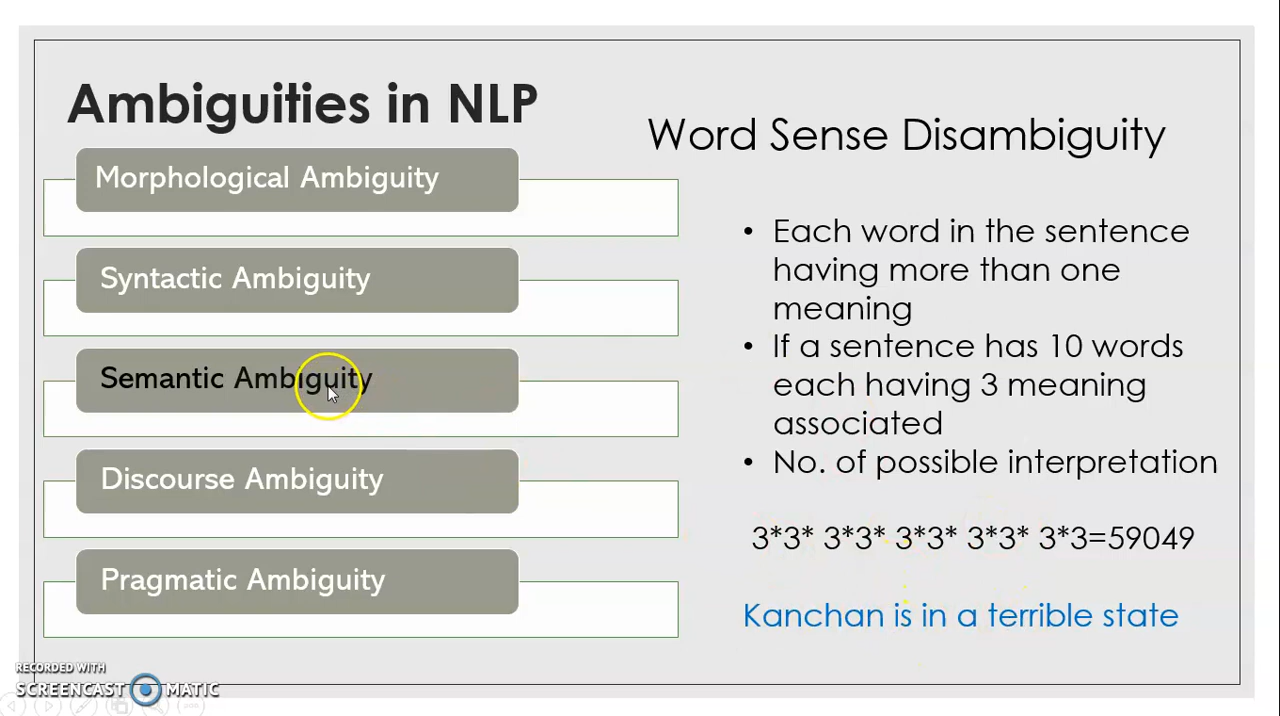 Ambiguities in NLP
Morphological Ambiguity
Syntactic Ambiguity
Semantic Ambiguity
Discourse Ambiguity
Pragmatic Ambiguity
Word Sense Disambiguity
• Each word in the sentence
having more than one
meaning
• If a sentence has 10 words
each having 3 meaning
associated
• No. of possible interpretation
3*3* 3*3* 3*3* 3*3* 3*3=59049
Kanchan is in a terrible state
RECORDED WITH
SCREENCAST MATIC